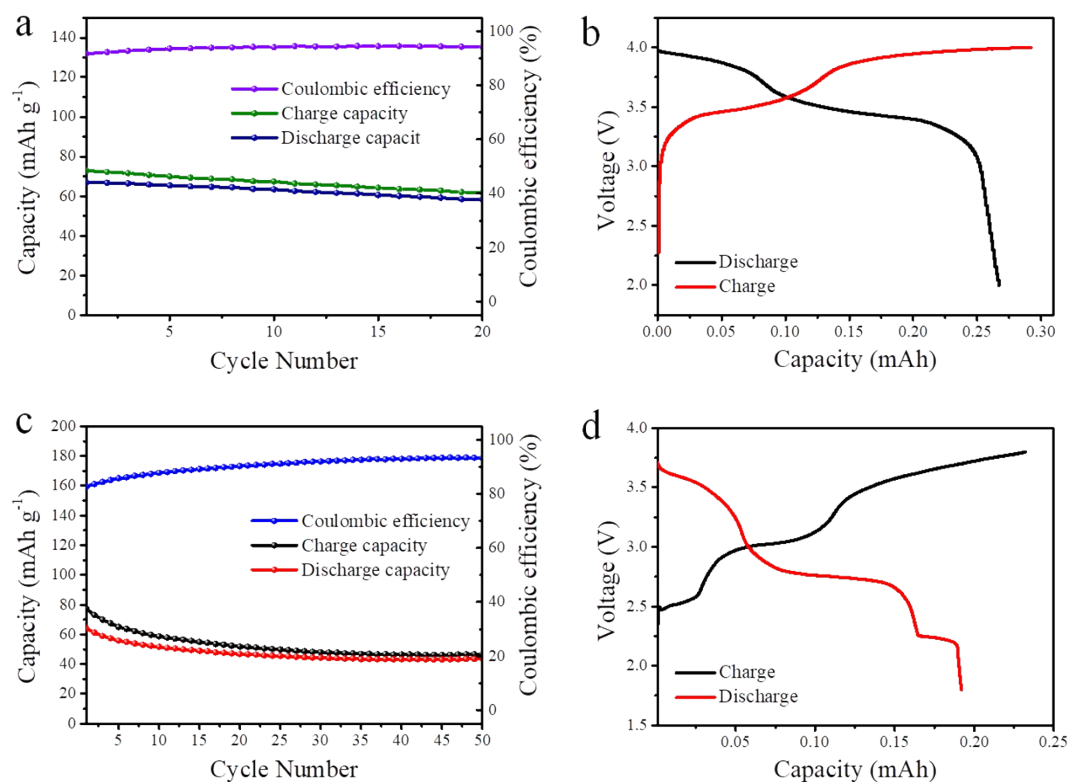 a
Capacity (mAh g-1)
140
120
100
80
60
40
20
0
Coulombic efficiency
Charge capacity
Discharge capacit
100
80
60
40
20
0
Coulombic efficiency (%)
5
10
15
20
Cycle Number
b
Voltage (V)
4.0
3.5
3.0
2.5
2.0
Discharge
Charge
0.00
0.05
0.10
0.15
0.20
0.25
0.30
Capacity (mAh)
c
Capacity (mAh g-1)
200
180
160
140
120
100
80
60
40
20
0
Coulombic efficiency
Charge capacity
Discharge capacity
100
80
60
40
20
0
Coulombic efficiency (%)
5
10
15
20
25
30
35
40
45
50
Cycle Number
d
Voltage (V)
4.0
3.5
3.0
2.5
2.0
1.5
Charge
Discharge
0.05
0.10
0.15
0.20
0.25
Capacity (mAh)